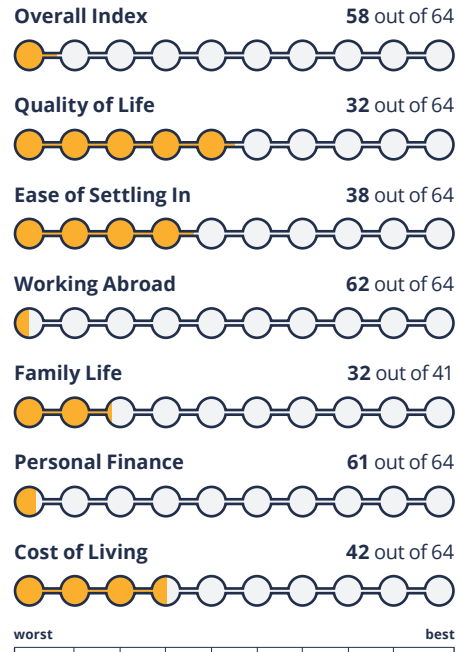 Overall Index 58 out of 64
Quality of Life 32 out of 64
Ease of Settling In 38 out of 64
Working Abroad 62 out of 64
Family Life 32 out of 41
Personal Finance 61 out of 64
Cost of Living 42 out of 64
worst best